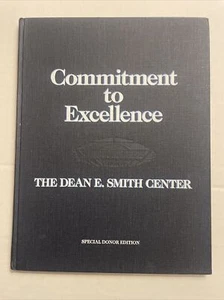 Commitment
to
Excellence
THE DEAN E. SMITH CENTER
SPECIAL DONOR EDITION